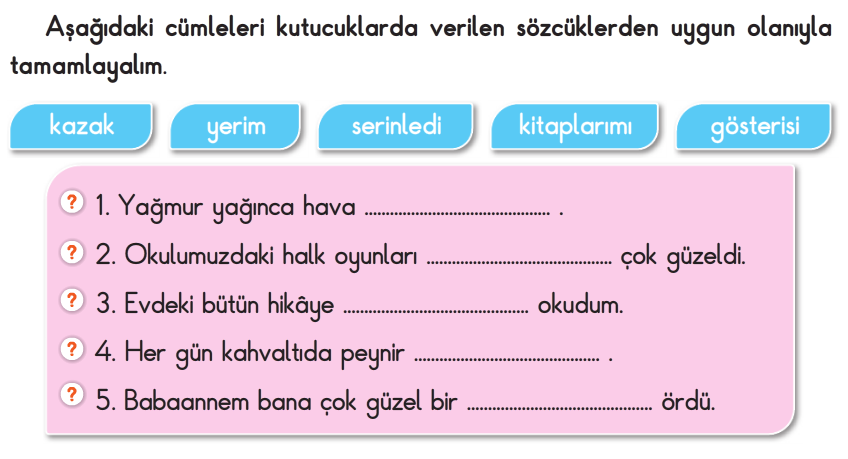 Aşağıdaki cümleleri kutucuklarda verilen sözcüklerden uygun olanıyla
tamamlayalım.
kazak yerim serinledi kitaplarımı gösterisi
? 1. Yağmur yağınca hava ............................................ .
? 2. Okulumuzdaki halk oyunları ............................................ çok güzeldi.
? 3. Evdeki bütün hikâye ............................................ okudum.
? 4. Her gün kahvaltıda peynir ............................................ .
? 5. Babaannem bana çok güzel bir ............................................ ördü.